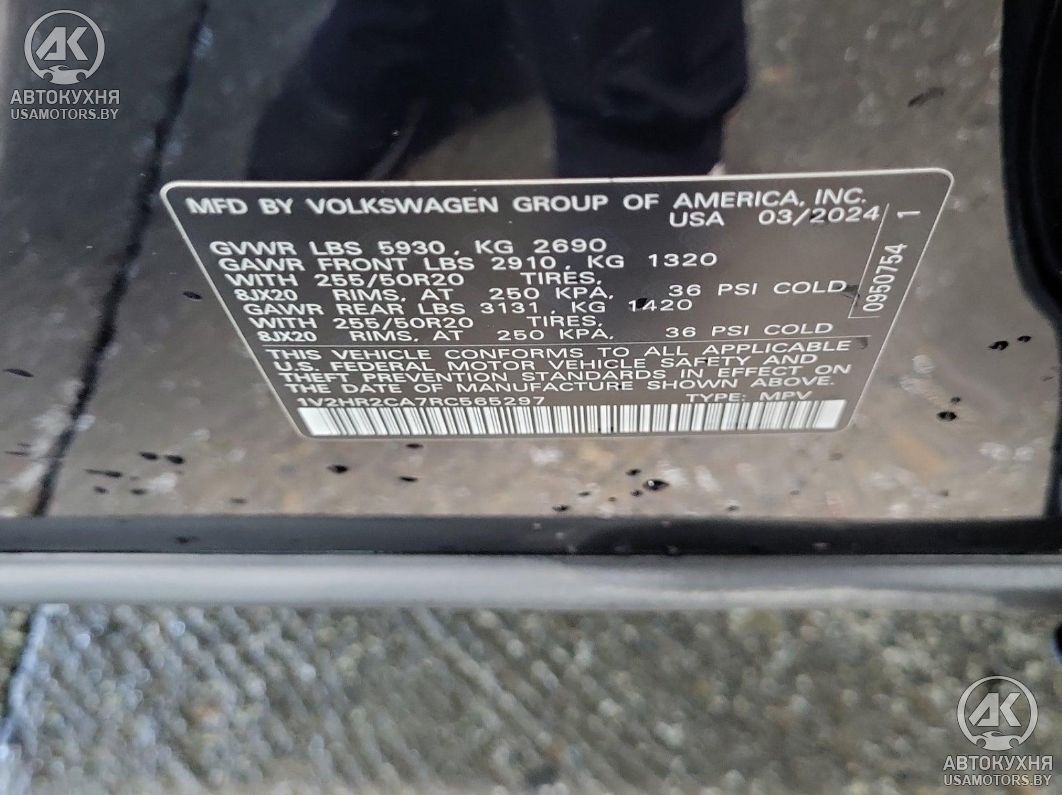 AK
АВТОКУХНЯ
USAMOTORS.BY
MFD BY VOLKSWAGEN GROUP OF AMERICA, INC.
USA 03/2024
GVWR LBS 5930, KG 2690
GAWR FRONT LBS 2910, KG 1320
WITH 255/50R20 TIRES,
8JX20 RIMS, AT 250 KPA, 36 PSI COLD
GAWR REAR LBS 3131, KG 1420
WITH 255/50R20 TIRES,
8JX20 RIMS, AT 250 KPA, 36 PSI COLD
0950754 1
THIS VEHICLE CONFORMS TO ALL APPLICABLE
U.S. FEDERAL MOTOR VEHICLE SAFETY AND
THEFT PREVENTION STANDARDS IN EFFECT ON
THE DATE OF MANUFACTURE SHOWN ABOVE.
1V2HR2CA7RC565297 TYPE: MPV
AK
АВТОКУХНЯ
USAMOTORS.BY